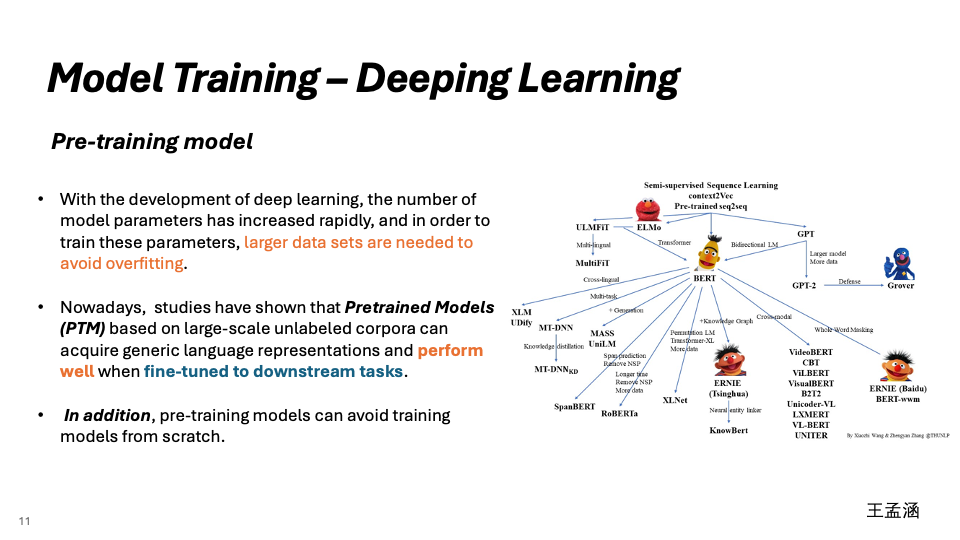 Model Training – Deeping Learning
Pre-training model
• With the development of deep learning, the number of
model parameters has increased rapidly, and in order to
train these parameters, larger data sets are needed to
avoid overfitting.
• Nowadays, studies have shown that Pretrained Models
(PTM) based on large-scale unlabeled corpora can
acquire generic language representations and perform
well when fine-tuned to downstream tasks.
• In addition, pre-training models can avoid training
models from scratch.
Semi-supervised Sequence Learning
context2Vec
Pre-trained seq2seq
ULMFiT
ELMo
GPT
Multi-lingual
Transformer
Bidirectional LM
Larger model
More data
MultiFiT
BERT
Cross-lingual
GPT-2
Defense
Grover
Multi-task
+ Generation
+Knowledge Graph
Cross-modal
Whole Word Masking
XLM
UDify
MT-DNN
MASS
UniLM
Permutation LM
Transformer-XL
More data
Knowledge distillation
Span prediction
Remove NSP
MT-DNNKD
Longer time
Remove NSP
More data
SpanBERT
RoBERTa
XLNet
ERNIE
(Tsinghua)
Neural entity linker
KnowBert
VideoBERT
CBT
ViLBERT
VisualBERT
B2T2
Unicoder-VL
LXMERT
VL-BERT
UNITER
ERNIE (Baidu)
BERT-wwm
By Xiaozhi Wang & Zhengyan Zhang @THUNLP
11
王孟涵